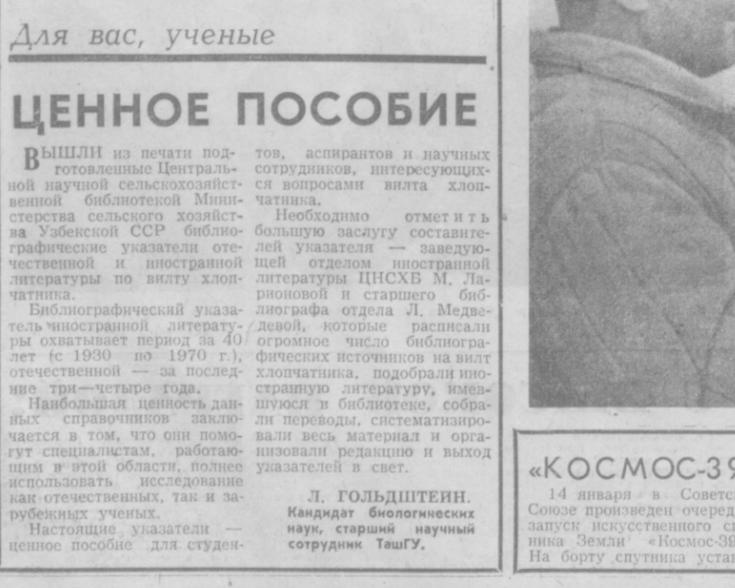 Для вас, ученые
ЦЕННОЕ ПОСОБИЕ
ВЫШЛИ из печати под-
готовленные Централь-
ной научной сельскохозяйст-
венной библиотекой Мини-
стерства сельского хозяйст-
ва Узбекской ССР библио-
графические указатели оте-
чественной и иностранной
литературы по вилту хлоп-
чатника.
Библиографический указа-
тель иностранной литерату-
ры охватывает период за 40
лет (с 1930 по 1970 г.),
отечественной — за послед-
ние три—четыре года.
Наибольшая ценность дан-
ных справочников заклю-
чается в том, что они помо-
гут специалистам, работаю-
щим в этой области, полнее
использовать исследование
как отечественных, так и за-
рубежных ученых.
Настоящие указатели —
ценное пособие для студен-
тов, аспирантов и научных
сотрудников, интересующих-
ся вопросами вилта хлоп-
чатника.
Необходимо отметить
большую заслугу составите-
лей указателя — заведую-
щей отделом иностранной
литературы ЦНСХБ М. Ла-
рионовой и старшего биб-
лиографа отдела Л. Медве-
девой, которые расписали
огромное число библиогра-
фических источников на вилт
хлопчатника, подобрали ино-
странную литературу, имев-
шуюся в библиотеке, собра-
ли переводы, систематизиро-
вали весь материал и орга-
низовали редакцию и выход
указателей в свет.
Л. ГОЛЬДШТЕИН.
Кандидат биологических
наук, старший научный
сотрудник ТашГУ.
«КОСМОС-39
14 января в Советс
Союзе произведен очеред
запуск искусственного сп
ника Земли «Космос-39
На борту спутника устан